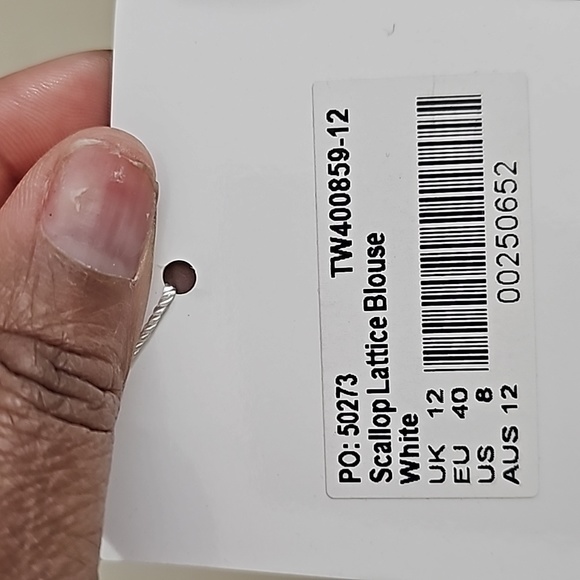 PO: 50273 TW400859-12
Scallop Lattice Blouse
White
UK 12
EU 40
US 8
AUS 12
00250652